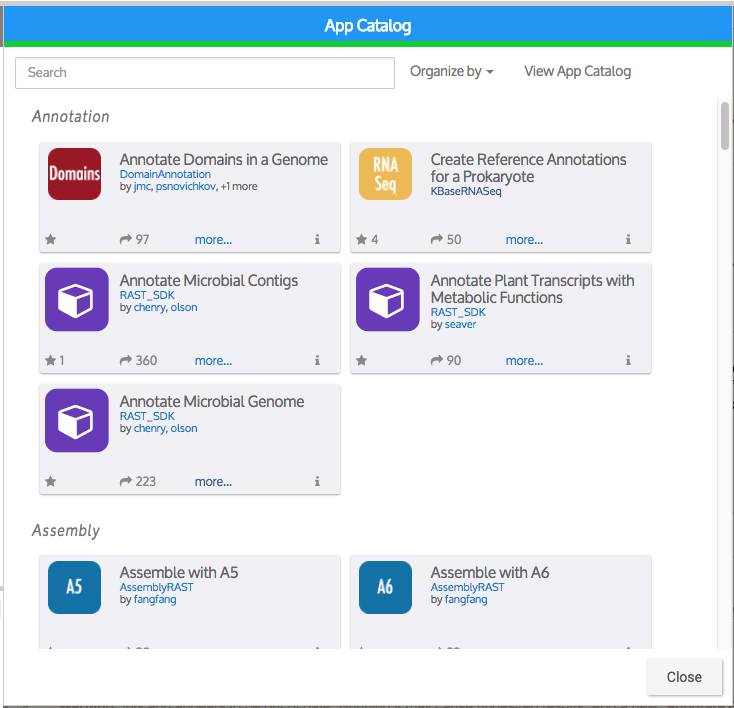 App Catalog
Search
Organize by
View App Catalog
Annotation
Domains
Annotate Domains in a Genome
DomainAnnotation
by jmc, psnovichkov, +1 more
97
more...
RNA
Seq
Create Reference Annotations
for a Prokaryote
KBaseRNASeq
4
50
more...
Annotate Microbial Contigs
RAST_SDK
by chenry, olson
1
360
more...
Annotate Plant Transcripts with
Metabolic Functions
RAST_SDK
by seaver
90
more...
Annotate Microbial Genome
RAST_SDK
by chenry, olson
223
more...
Assembly
A5
Assemble with A5
AssemblyRAST
by fangfang
A6
Assemble with A6
AssemblyRAST
by fangfang
Close